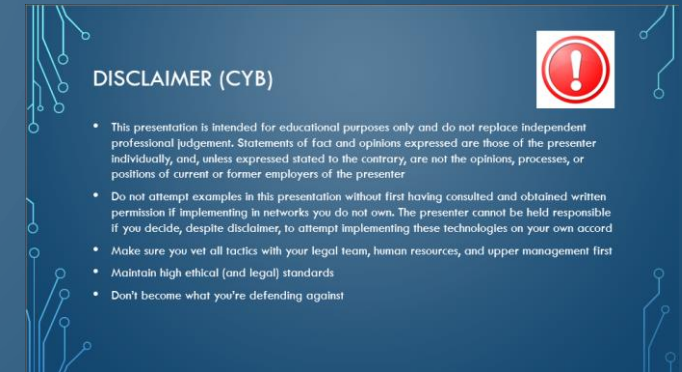 DISCLAIMER (CYB)
• This presentation is intended for educational purposes only and do not replace independent
professional judgement. Statements of fact and opinions expressed are those of the presenter
individually, and, unless expressed stated to the contrary, are not the opinions, processes, or
positions of current or former employers of the presenter
• Do not attempt examples in this presentation without first having consulted and obtained written
permission if implementing in networks you do not own. The presenter cannot be held responsible
if you decide, despite disclaimer, to attempt implementing these technologies on your own accord
• Make sure you vet all tactics with your legal team, human resources, and upper management first
• Maintain high ethical (and legal) standards
• Don't become what you're defending against